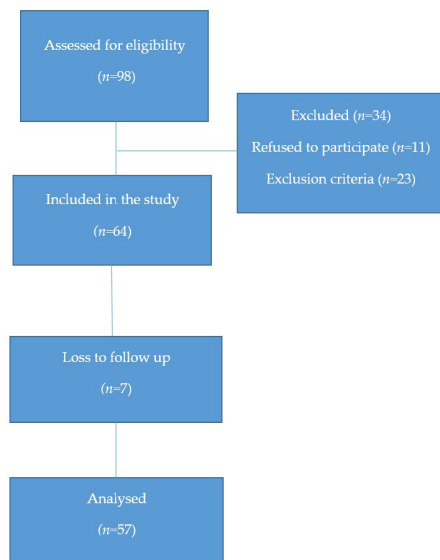 Assessed for eligibility
(n=98)
Excluded (n=34)
Refused to participate (n=11)
Exclusion criteria (n=23)
Included in the study
(n=64)
Loss to follow up
(n=7)
Analysed
(n=57)